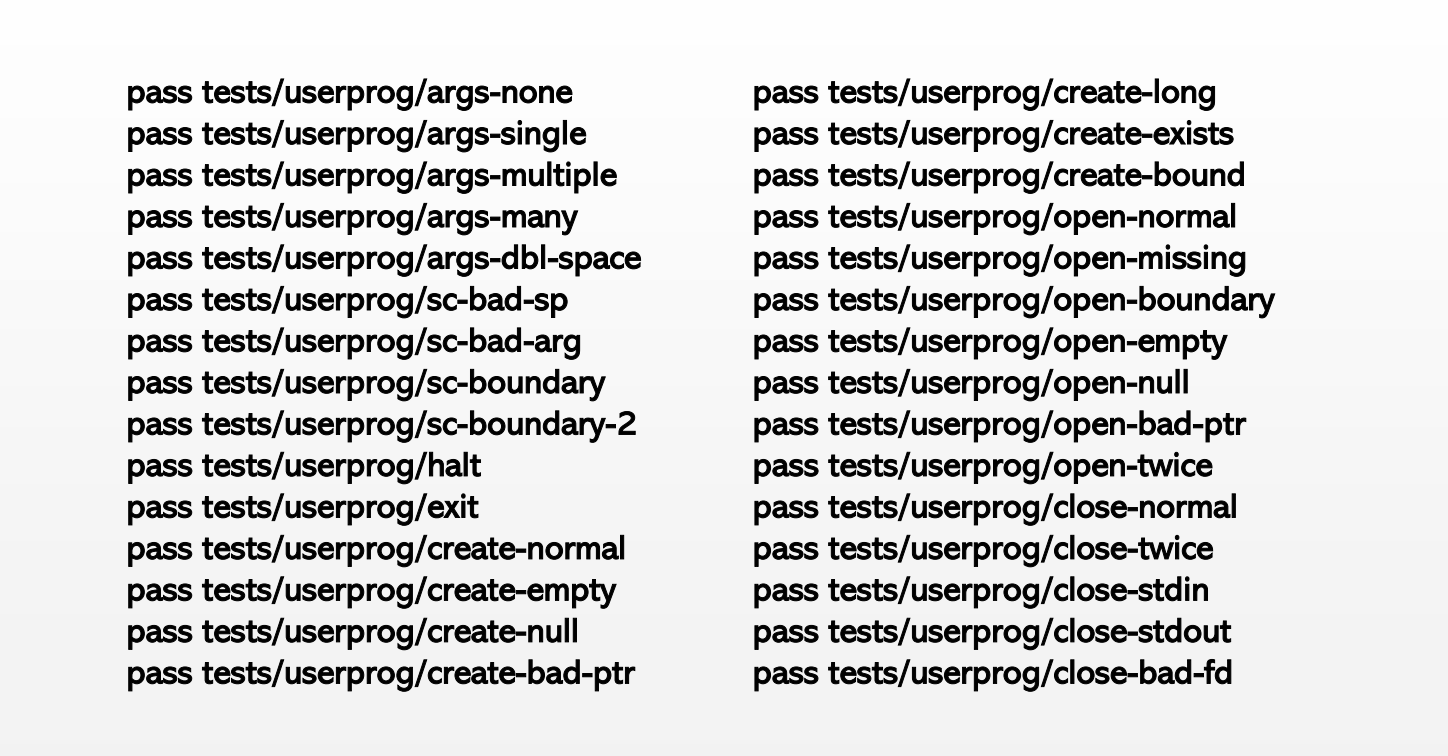 pass tests/userprog/args-none
pass tests/userprog/args-single
pass tests/userprog/args-multiple
pass tests/userprog/args-many
pass tests/userprog/args-dbl-space
pass tests/userprog/sc-bad-sp
pass tests/userprog/sc-bad-arg
pass tests/userprog/sc-boundary
pass tests/userprog/sc-boundary-2
pass tests/userprog/halt
pass tests/userprog/exit
pass tests/userprog/create-normal
pass tests/userprog/create-empty
pass tests/userprog/create-null
pass tests/userprog/create-bad-ptr
pass tests/userprog/create-long
pass tests/userprog/create-exists
pass tests/userprog/create-bound
pass tests/userprog/open-normal
pass tests/userprog/open-missing
pass tests/userprog/open-boundary
pass tests/userprog/open-empty
pass tests/userprog/open-null
pass tests/userprog/open-bad-ptr
pass tests/userprog/open-twice
pass tests/userprog/close-normal
pass tests/userprog/close-twice
pass tests/userprog/close-stdin
pass tests/userprog/close-stdout
pass tests/userprog/close-bad-fd